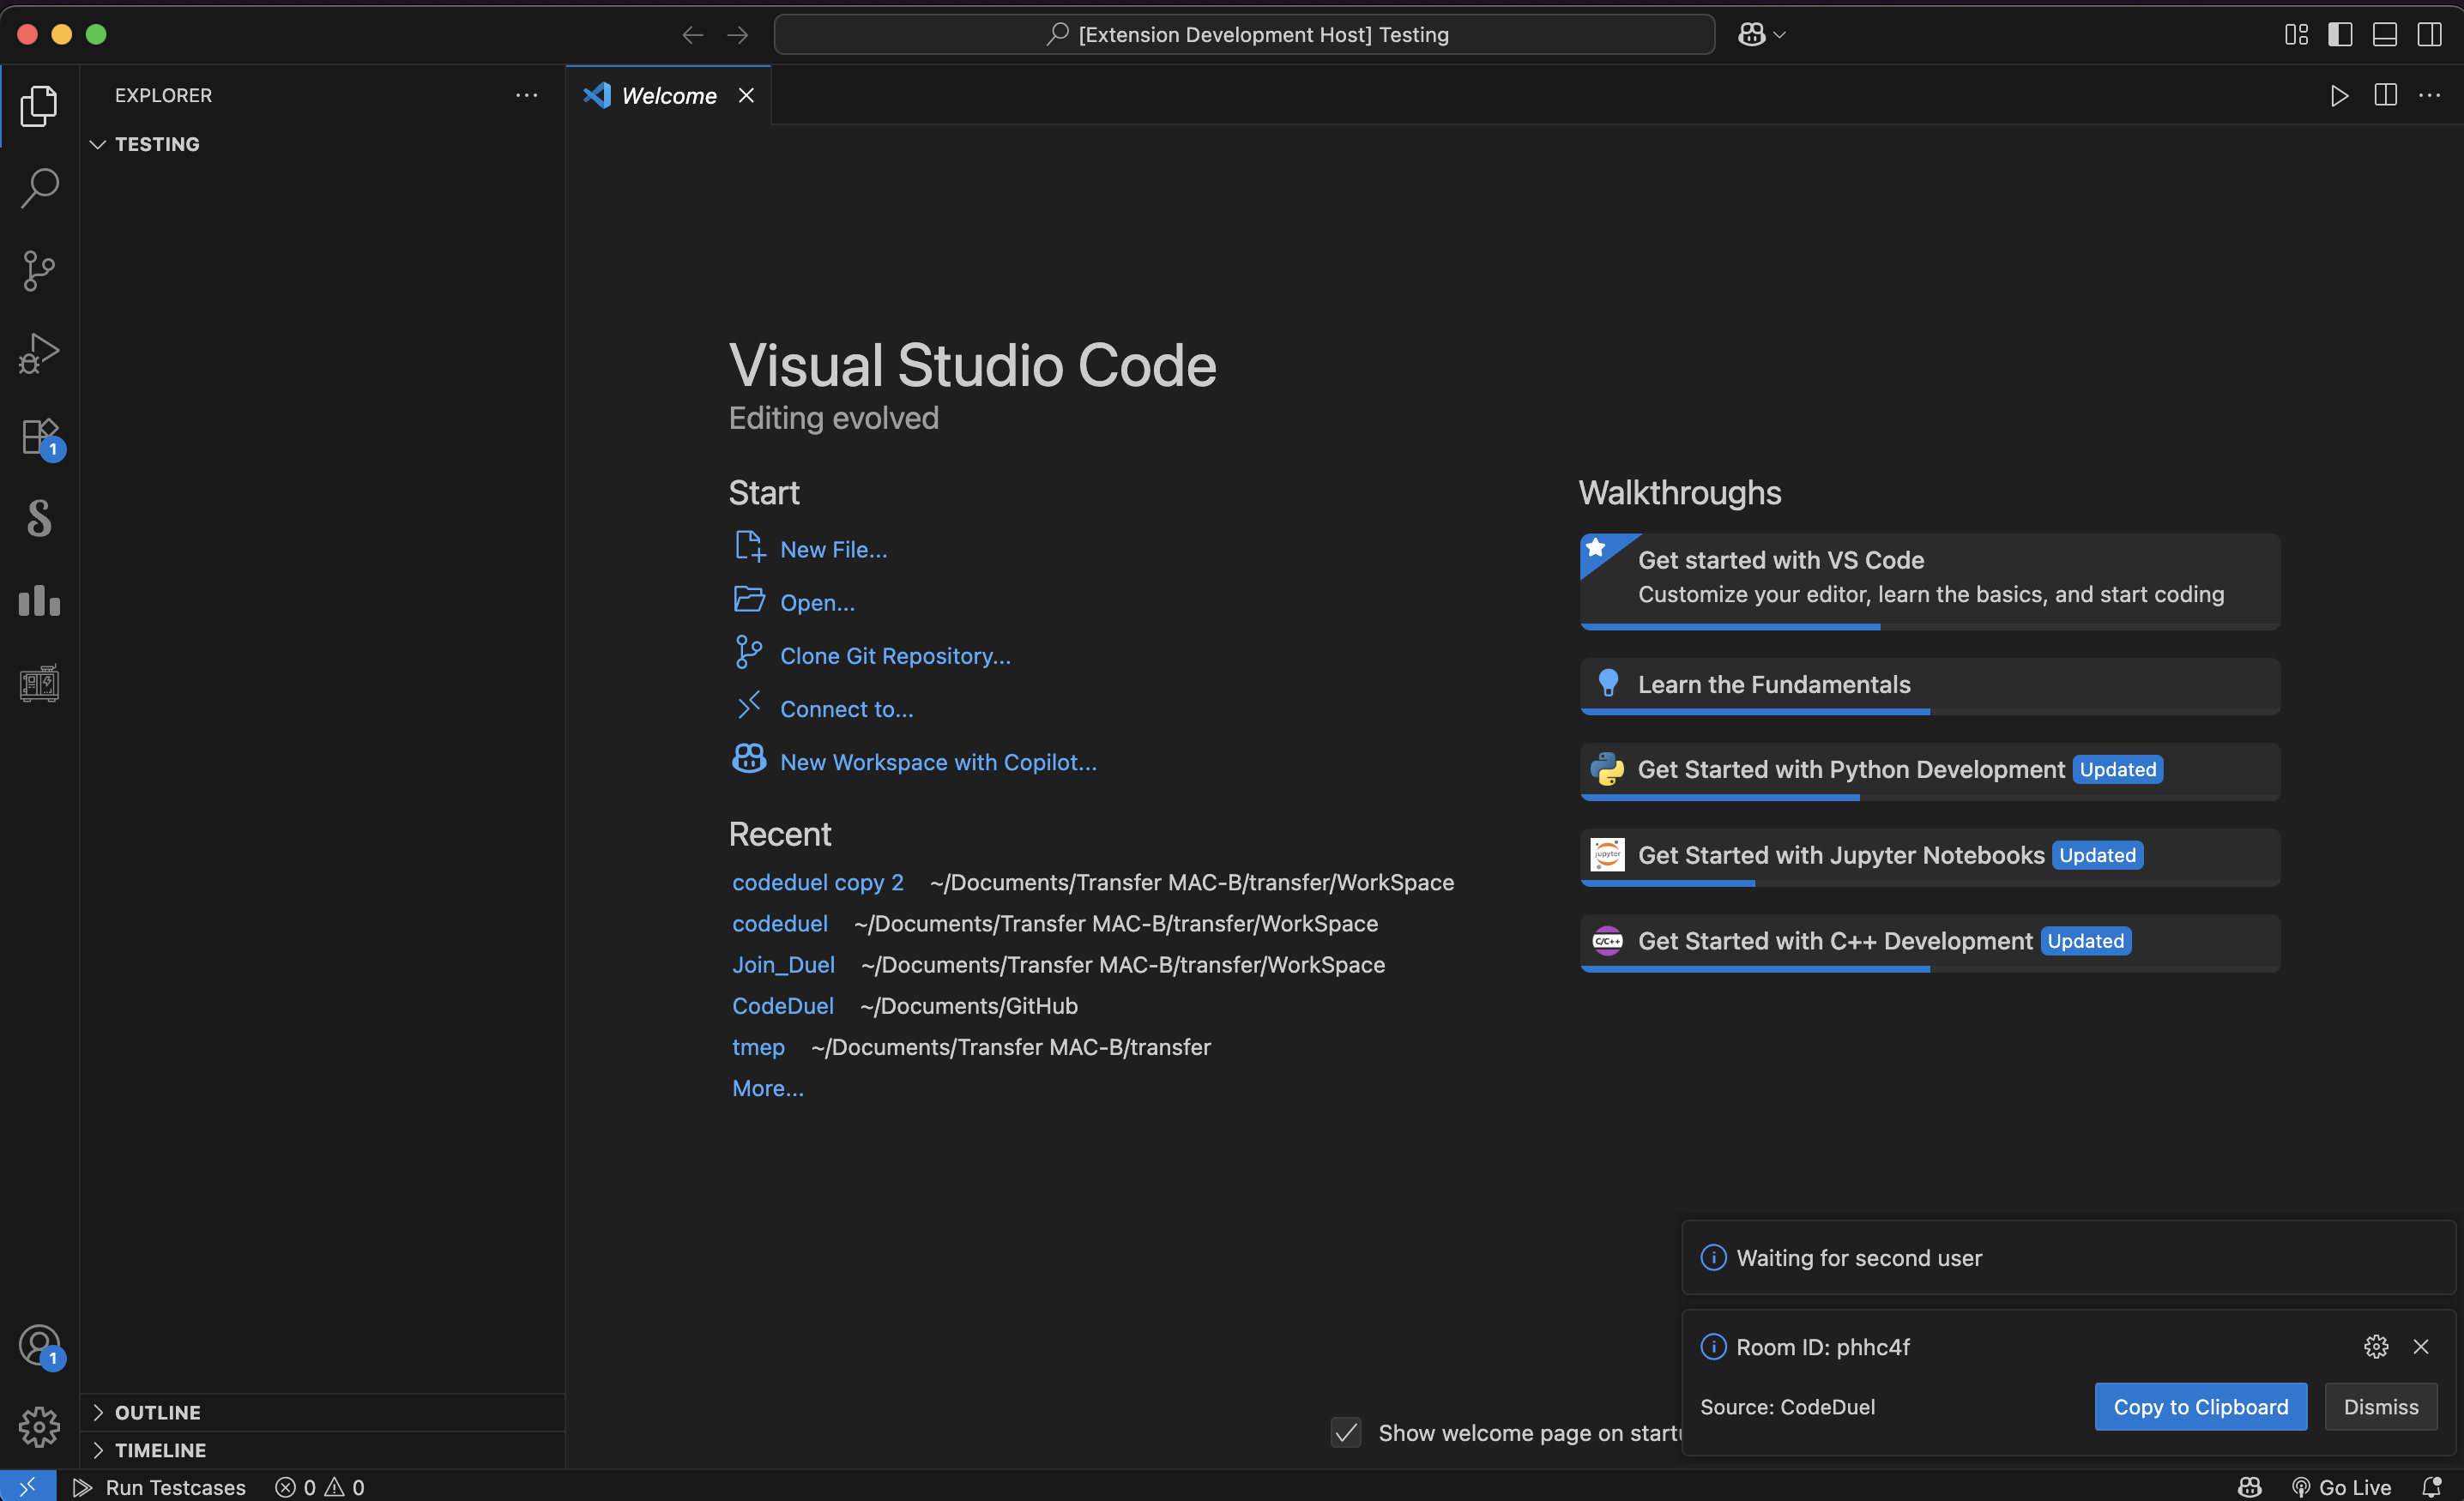 [Extension Development Host] Testing
EXPLORER
TESTING
Welcome
Visual Studio Code
Editing evolved
Start
New File...
Open...
Clone Git Repository...
Connect to...
New Workspace with Copilot...
Recent
codeduel copy 2 ~/Documents/Transfer MAC-B/transfer/WorkSpace
codeduel ~/Documents/Transfer MAC-B/transfer/WorkSpace
Join_Duel ~/Documents/Transfer MAC-B/transfer/WorkSpace
CodeDuel ~/Documents/GitHub
tmep ~/Documents/Transfer MAC-B/transfer
More...
Walkthroughs
Get started with VS Code
Customize your editor, learn the basics, and start coding
Learn the Fundamentals
Get Started with Python Development Updated
jupyter Get Started with Jupyter Notebooks Updated
C/C++ Get Started with C++ Development Updated
1
1
Waiting for second user
Room ID: phhc4f
Source: CodeDuel
Copy to Clipboard
Dismiss
Show welcome page on startu
OUTLINE
TIMELINE
Run Testcases 0 0
Go Live